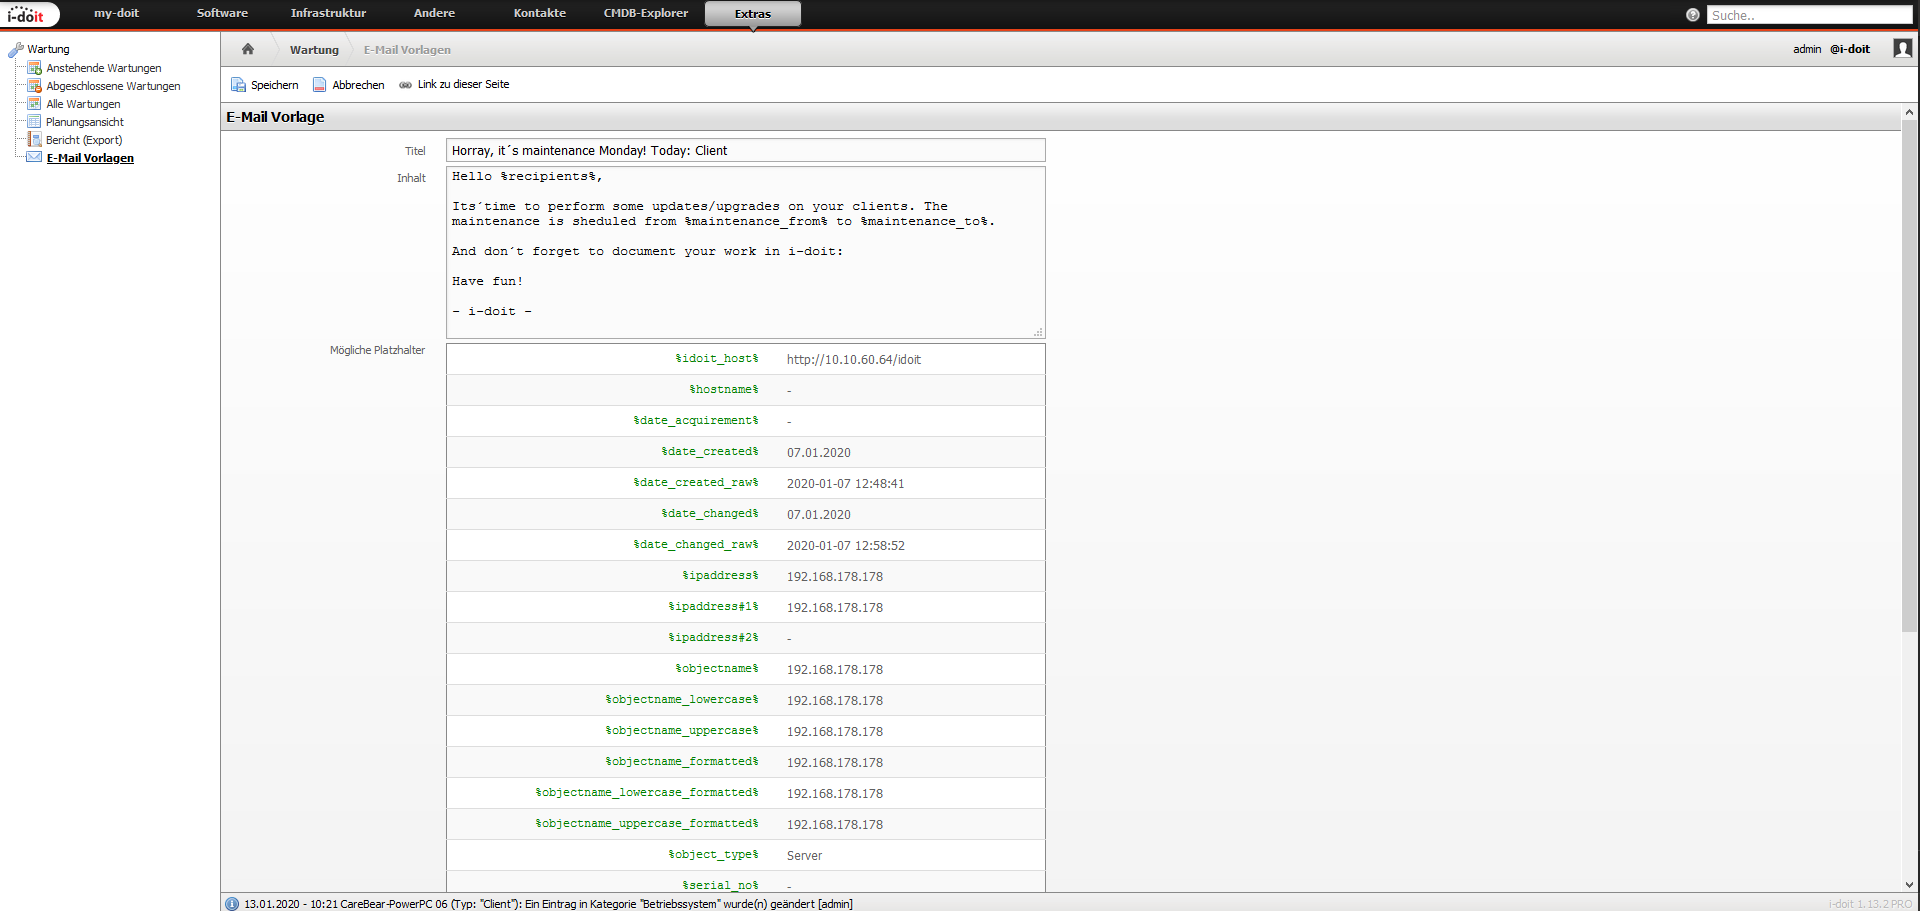 i-doit
my-doit Software Infrastruktur Andere Kontakte CMDB-Explorer Extras
Suche..
Wartung
Anstehende Wartungen
Abgeschlossene Wartungen
Alle Wartungen
Planungsansicht
Bericht (Export)
E-Mail Vorlagen
Wartung E-Mail Vorlagen
admin @i-doit
Speichern Abbrechen Link zu dieser Seite
E-Mail Vorlage
Titel Horray, it´s maintenance Monday! Today: Client
Inhalt
Hello %recipients%,
Its´time to perform some updates/upgrades on your clients. The
maintenance is sheduled from %maintenance_from% to %maintenance_to%.
And don´t forget to document your work in i-doit:
Have fun!
- i-doit -
Mögliche Platzhalter
%idoit_host% http://10.10.60.64/idoit
%hostname% -
%date_acquirement% -
%date_created% 07.01.2020
%date_created_raw% 2020-01-07 12:48:41
%date_changed% 07.01.2020
%date_changed_raw% 2020-01-07 12:58:52
%ipaddress% 192.168.178.178
%ipaddress#1% 192.168.178.178
%ipaddress#2% -
%objectname% 192.168.178.178
%objectname_lowercase% 192.168.178.178
%objectname_uppercase% 192.168.178.178
%objectname_formatted% 192.168.178.178
%objectname_lowercase_formatted% 192.168.178.178
%objectname_uppercase_formatted% 192.168.178.178
%object_type% Server
%serial_no% -
13.01.2020 - 10:21 CareBear-PowerPC 06 (Typ: "Client"): Ein Eintrag in Kategorie "Betriebssystem" wurde(n) geändert [admin]
i-doit 1.13.2 PRO